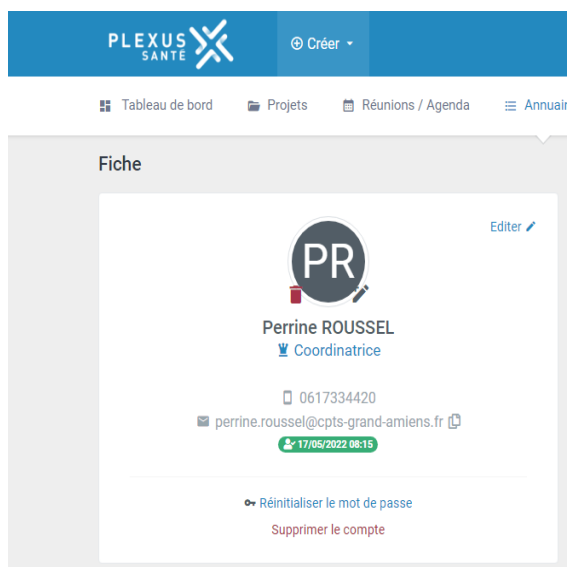 PLEXUS
SANTÉ
Créer
Tableau de bord Projets Réunions / Agenda Annuair
Fiche
Editer
PR
Perrine ROUSSEL
Coordinatrice
0617334420
perrine.roussel@cpts-grand-amiens.fr
17/05/2022 08:15
Réinitialiser le mot de passe
Supprimer le compte